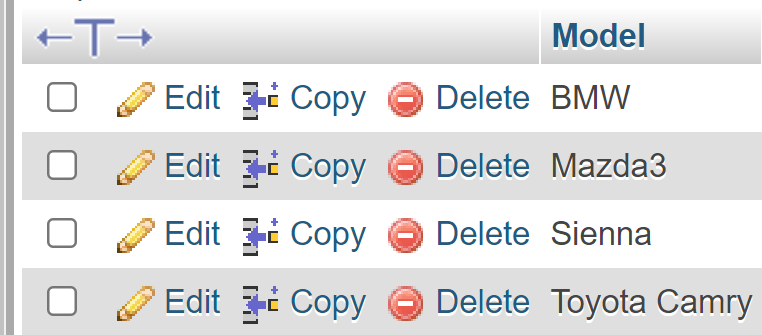 Model
Edit Copy Delete BMW
Edit Copy Delete Mazda3
Edit Copy Delete Sienna
Edit Copy Delete Toyota Camry